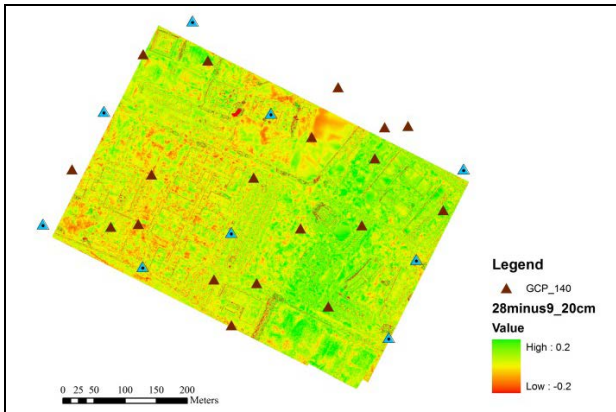 Legend
GCP_140
28minus9_20cm
Value
High : 0.2
Low : -0.2
0 25 50 100 150 200
Meters